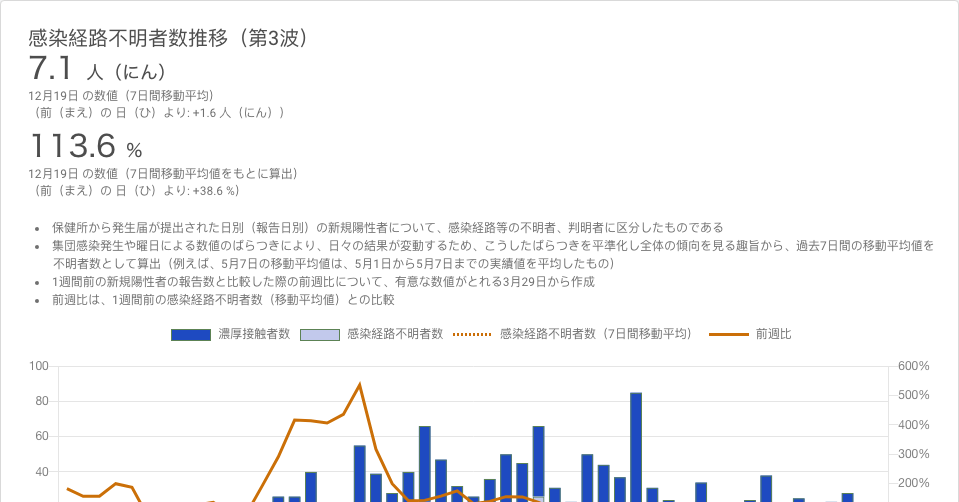 感染経路不明者数推移（第3波）
7.1 人（にん）
12月19日 の数値（7日間移動平均）
（前（まえ）の 日（ひ）より: +1.6 人（にん））
113.6 %
12月19日 の数値（7日間移動平均値をもとに算出）
（前（まえ）の 日（ひ）より: +38.6 %）
• 保健所から発生届が提出された日別（報告日別）の新規陽性者について、感染経路等の不明者、判明者に区分したものである
• 集団感染発生や曜日による数値のばらつきにより、日々の結果が変動するため、こうしたばらつきを平準化し全体の傾向を見る趣旨から、過去7日間の移動平均値を
不明者数として算出（例えば、5月7日の移動平均値は、5月1日から5月7日までの実績値を平均したもの）
• 1週間前の新規陽性者の報告数と比較した際の前週比について、有意な数値がとれる3月29日から作成
• 前週比は、1週間前の感染経路不明者数（移動平均値）との比較
濃厚接触者数 感染経路不明者数 感染経路不明者数（7日間移動平均） 前週比
100 600%
500%
80
400%
60
300%
40
200%